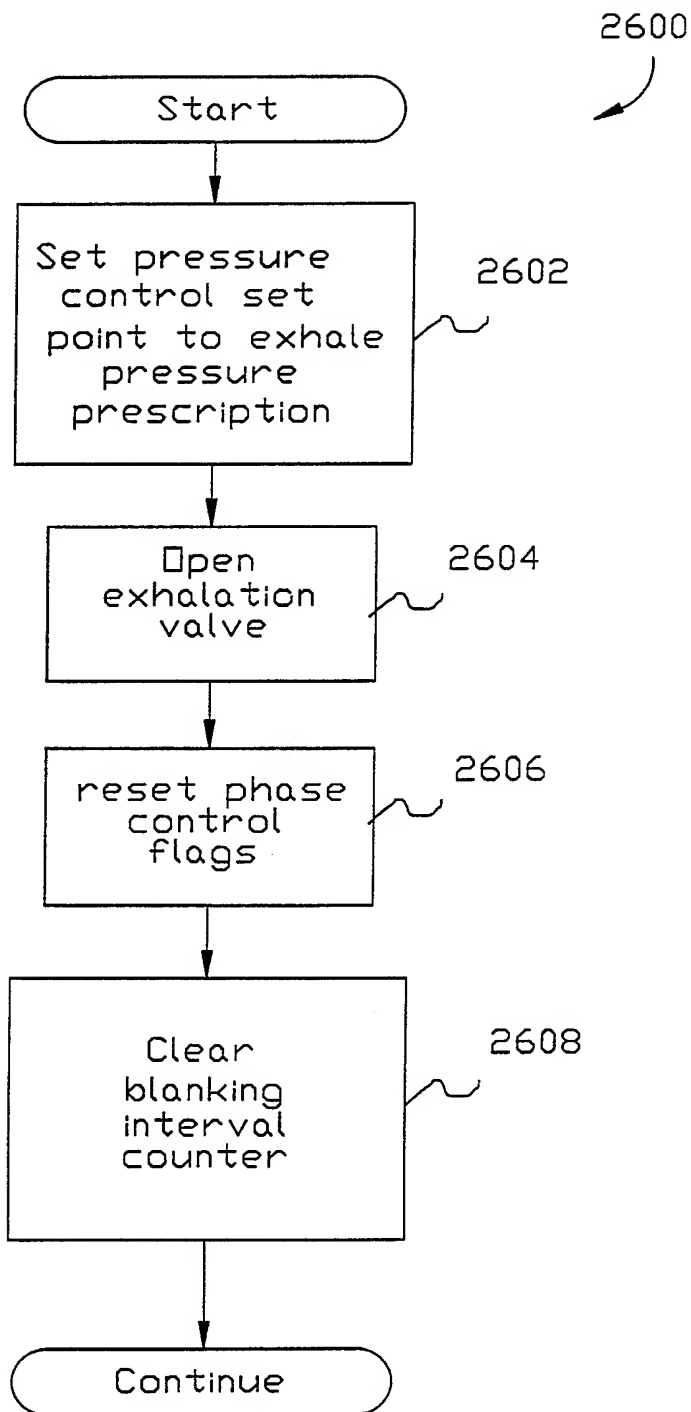 2600
Start
Set pressure
control set
point to exhale
pressure
prescription
2602
Open
exhalation
valve
2604
reset phase
control
flags
2606
Clear
blanking
interval
counter
2608
Continue